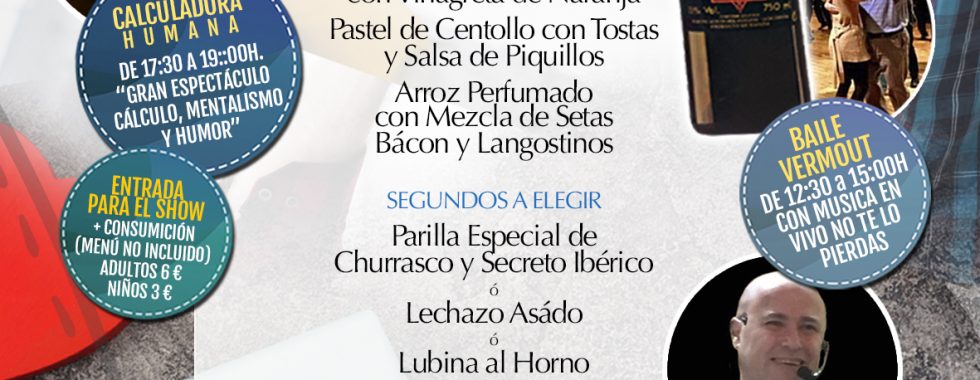 CALCULADORA
HUMANA
DE 17:30 A 19::00H.
“GRAN ESPECTÁCULO
CÁLCULO, MENTALISMO
Y HUMOR”
ENTRADA
PARA EL SHOW
+ CONSUMICIÓN
(MENÚ NO INCLUIDO)
ADULTOS 6 €
NIÑOS 3 €
con Vinagreta de Naranja
Pastel de Centollo con Tostas
y Salsa de Piquillos
Arroz Perfumado
con Mezcla de Setas
Bácon y Langostinos
SEGUNDOS A ELEGIR
Parilla Especial de
Churrasco y Secreto Ibérico
ó
Lechazo Asádo
ó
Lubina al Horno
750 ml
BAILE
VERMOUT
DE 12:30 a 15:00H
CON MUSICA EN
VIVO NO TE LO
PIERDAS